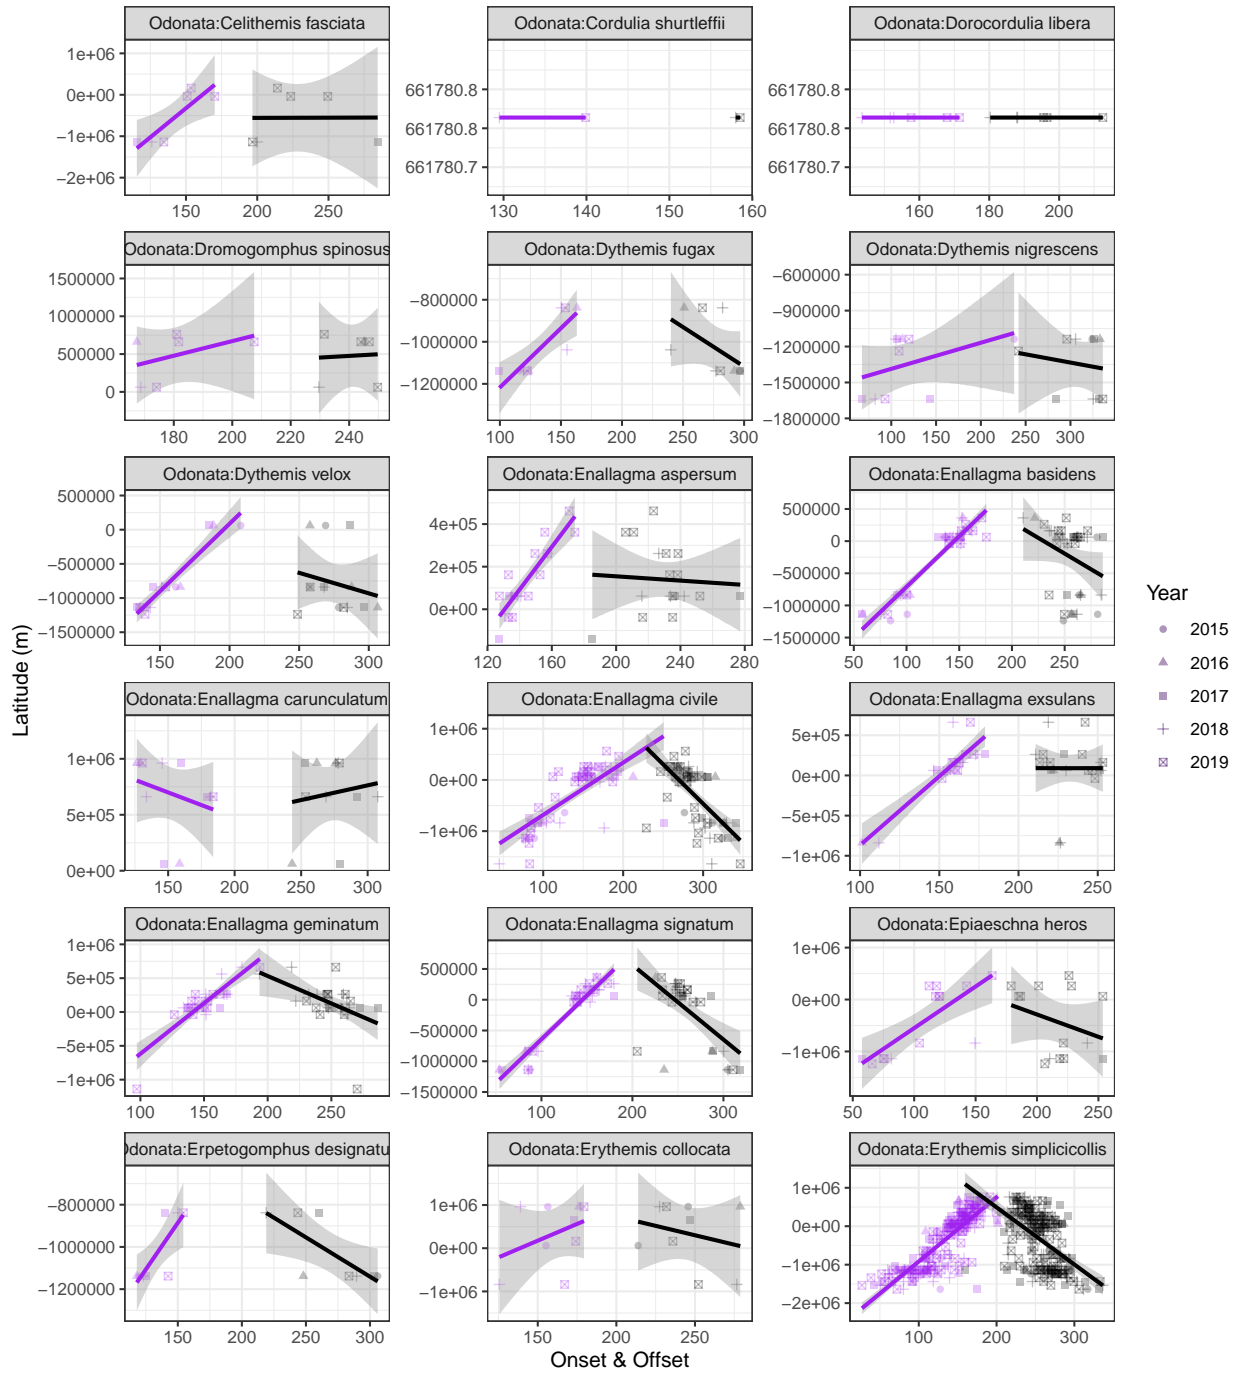 Odonata:Celithemis fasciata
Odonata:Cordulia shurtleffii
Odonata:Dorocordulia libera
1e+06
0e+00
−1e+06
−2e+06
150 200 250
661780.8
661780.8
661780.7
130 140 150 160
661780.8
661780.8
661780.7
160 180 200
Odonata:Dromogomphus spinosus
Odonata:Dythemis fugax
Odonata:Dythemis nigrescens
1500000
1000000
500000
0
180 200 220 240
−800000
−1000000
−1200000
100 150 200 250 300
−600000
−900000
−1200000
−1500000
−1800000
100 150 200 250 300
Odonata:Dythemis velox
Odonata:Enallagma aspersum
Odonata:Enallagma basidens
500000
0
−500000
−1000000
−1500000
150 200 250 300
4e+05
2e+05
0e+00
120 160 200 240 280
500000
0
−500000
−1000000
−1500000
50 100 150 200 250
Odonata:Enallagma carunculatum
Odonata:Enallagma civile
Odonata:Enallagma exsulans
1e+06
5e+05
0e+00
150 200 250 300
1e+06
0e+00
−1e+06
100 200 300
5e+05
0e+00
−5e+05
−1e+06
100 150 200 250
Odonata:Enallagma geminatum
Odonata:Enallagma signatum
Odonata:Epiaeschna heros
1e+06
5e+05
0e+00
−5e+05
−1e+06
100 150 200 250
500000
0
−500000
−1000000
−1500000
100 200 300
1e+06
0e+00
−1e+06
50 100 150 200 250
Odonata:Erpetogomphus designatu
Odonata:Erythemis collocata
Odonata:Erythemis simplicicollis
−800000
−1000000
−1200000
150 200 250 300
1e+06
0e+00
−1e+06
150 200 250
1e+06
0e+00
−1e+06
−2e+06
100 200 300
Latitude (m)
Onset & Offset
Year
2015
2016
2017
2018
2019